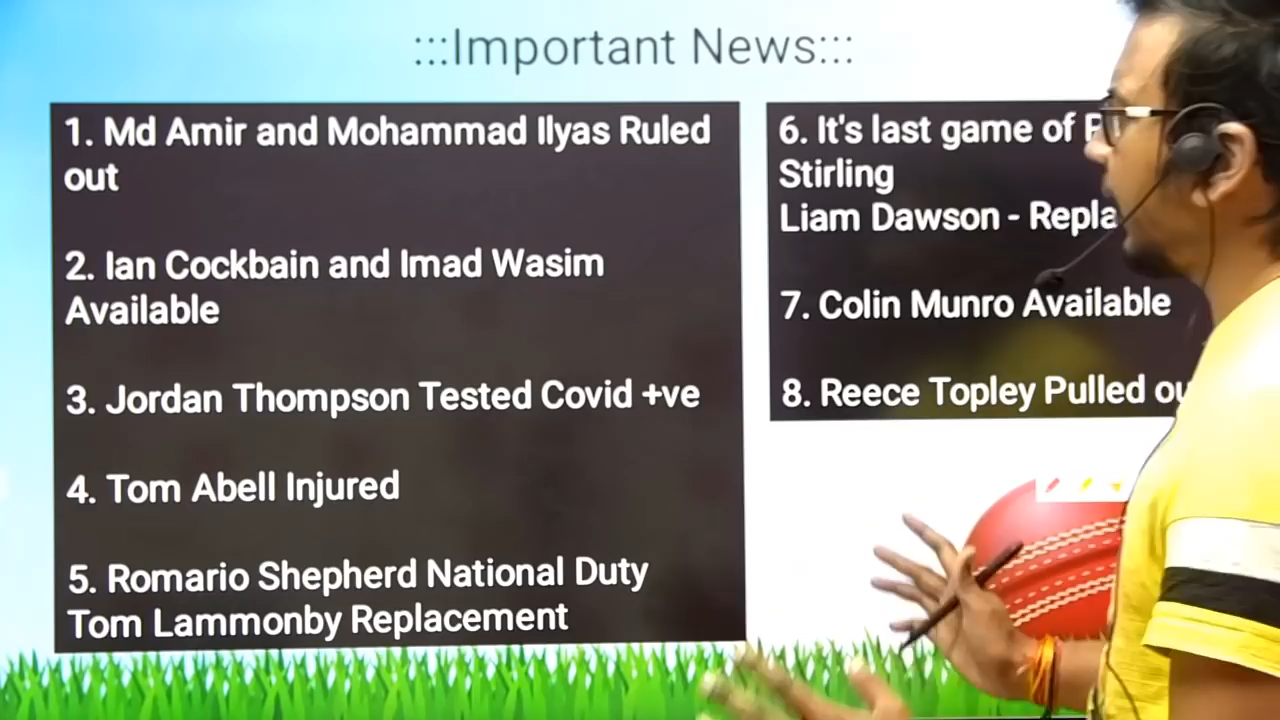 :::Important News:::
1. Md Amir and Mohammad Ilyas Ruled
out
2. Ian Cockbain and Imad Wasim
Available
3. Jordan Thompson Tested Covid +ve
4. Tom Abell Injured
5. Romario Shepherd National Duty
Tom Lammonby Replacement
6. It's last game of
Stirling
Liam Dawson -
7. Colin Munro Available
8. Reece Topley Pulled